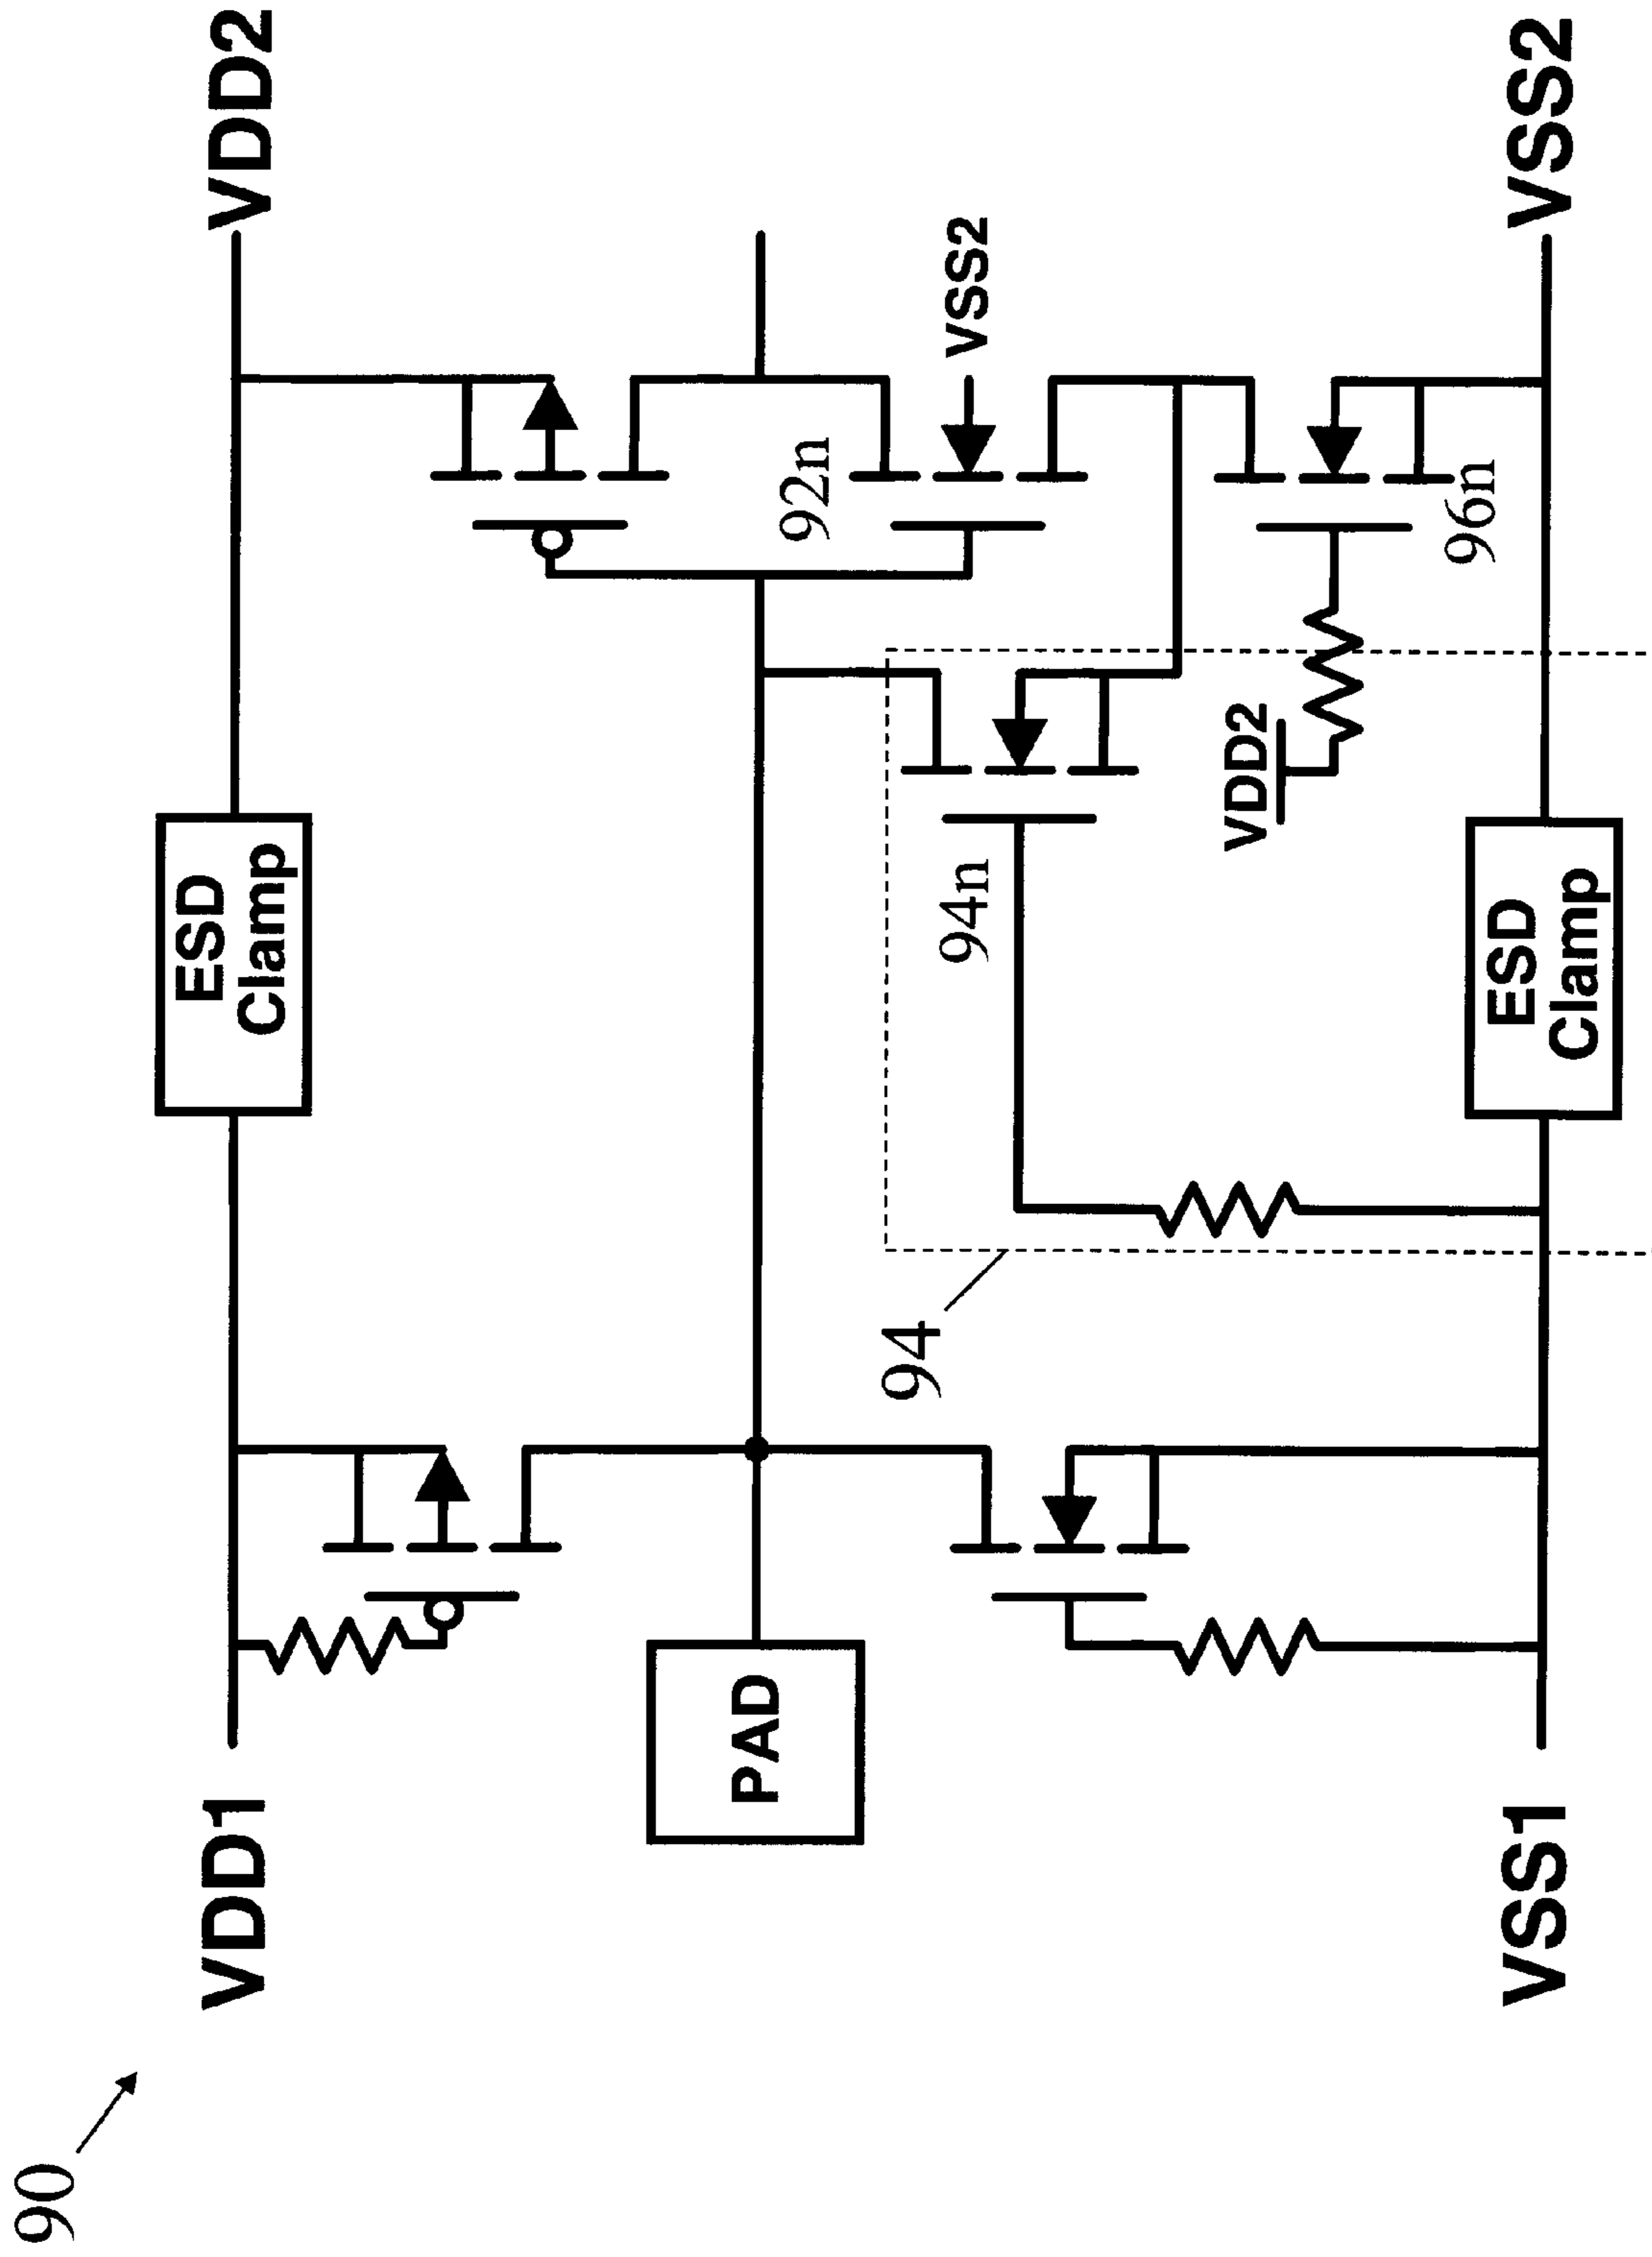 90
VDD1
VDD2
ESD
Clamp
PAD
92n
VSS2
94
94n
VDD2
96n
ESD
Clamp
VSS1
VSS2